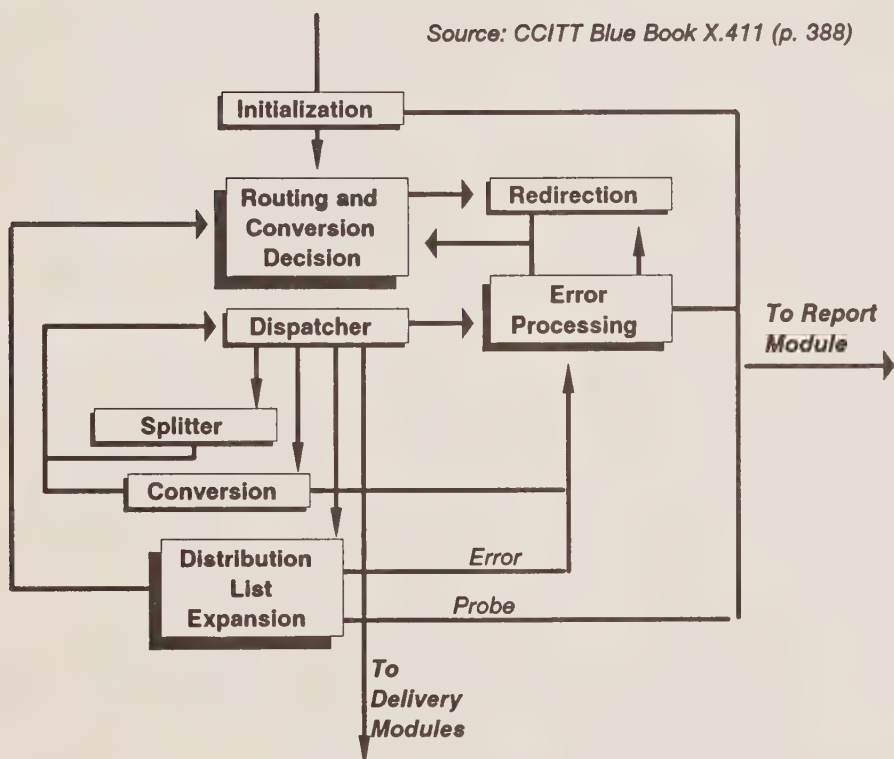 Source: CCITT Blue Book X.411 (p. 388)
Initialization
Routing and
Conversion
Decision
Redirection
Error
Processing
Dispatcher
To Report
Module
Splitter
Conversion
Distribution
List
Expansion
Error
Probe
To
Delivery
Modules